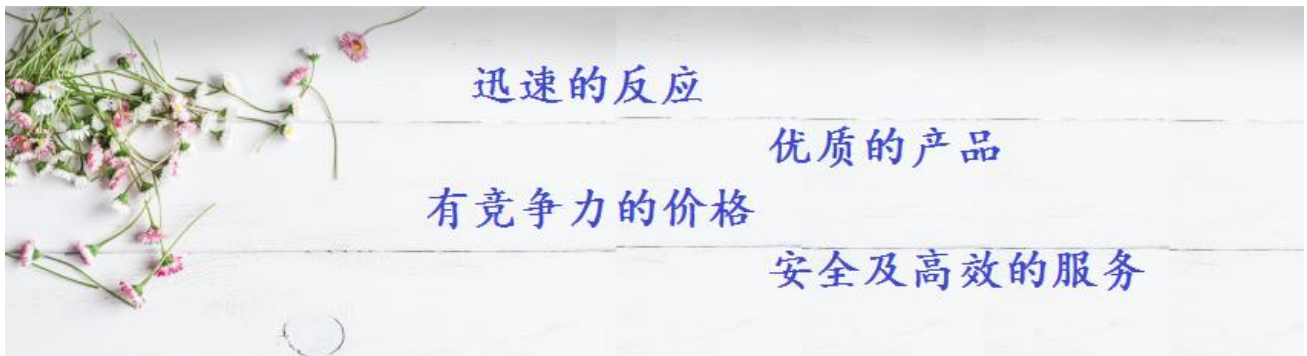 迅速的反应
优质的产品
有竞争力的价格
安全及高效的服务